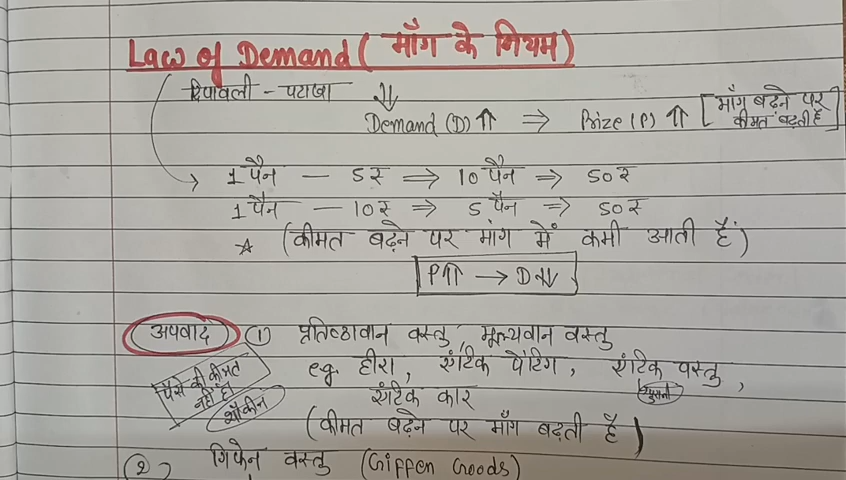 Law of Demand ( माँग के नियम )
दिपावली - पटाखा ⇓
Demand (D) ↑ ⇒ Prize (P) ↑ [ माँग बढ़ने पर कीमत बढ़ती है ]
1 पैन — 5₹ ⇒ 10 पैन ⇒ 50₹
1 पैन — 10₹ ⇒ 5 पैन ⇒ 50₹
☆ (कीमत बढ़ने पर मांग में कमी आती है)
P↑↑ → D↓↓
अपवाद (1) प्रतिष्ठावान वस्तु, मूल्यवान वस्तु
eg. हीरा, एंटिक पेंटिंग, एंटिक वस्तु,
पैसे की कीमत नहीं है।
शौकीन
एंटिक कार
(कीमत बढ़ने पर माँग बढ़ती है)
(2) गिफेन वस्तु (Giffen Goods)